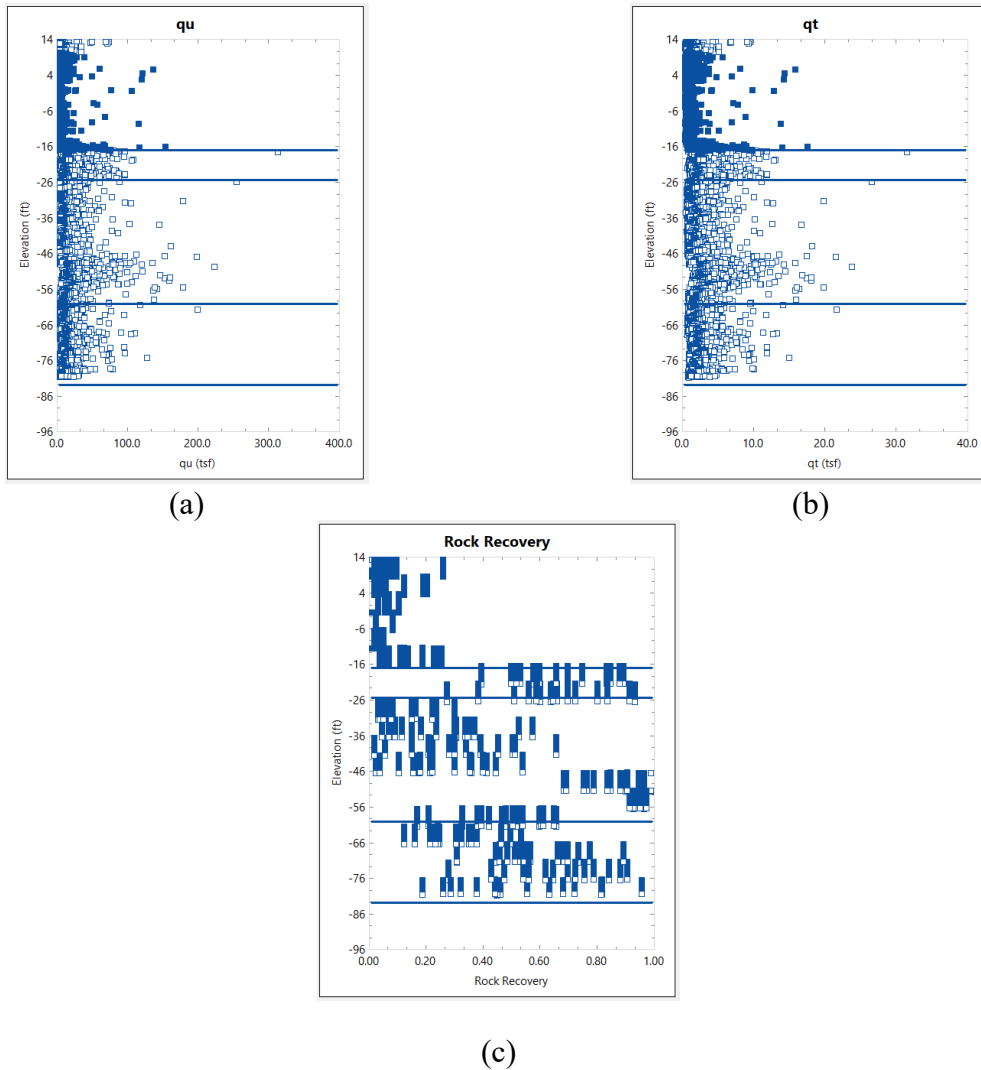 qu
14
4
-6
-16
-26
-36
-46
-56
-66
-76
-86
-96
Elevation (ft)
0.0 100.0 200.0 300.0 400.0
qu (tsf)
(a)
qt
14
4
-6
-16
-26
-36
-46
-56
-66
-76
-86
-96
Elevation (ft)
0.0 10.0 20.0 30.0 40.0
qt (tsf)
(b)
Rock Recovery
14
4
-6
-16
-26
-36
-46
-56
-66
-76
-86
-96
Elevation (ft)
0.00 0.20 0.40 0.60 0.80 1.00
Rock Recovery
(c)